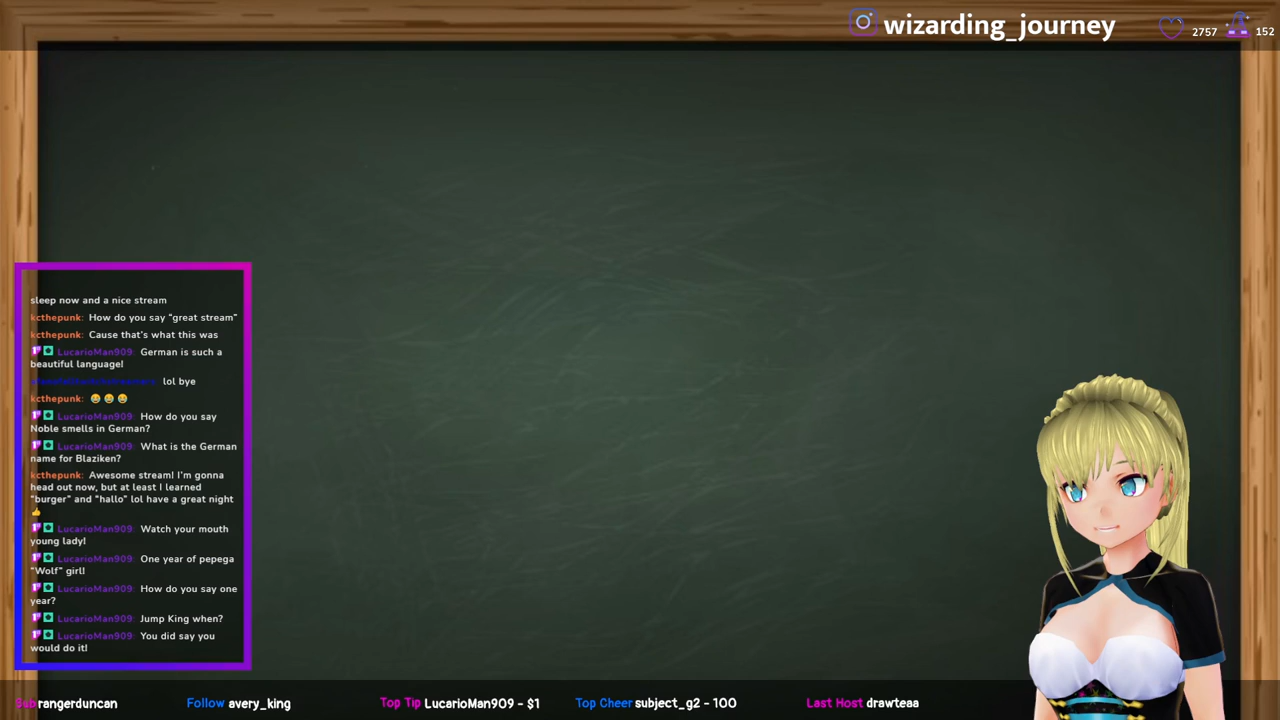 wizarding_journey
2757
152
sleep now and a nice stream
kcthepunk: How do you say "great stream"
kcthepunk: Cause that's what this was
LucarioMan909: German is such a
beautiful language!
lol bye
kcthepunk: 😂 😂 😂
LucarioMan909: How do you say
Noble smells in German?
LucarioMan909: What is the German
name for Blaziken?
kcthepunk: Awesome stream! I'm gonna
head out now, but at least I learned
"burger" and "hallo" lol have a great night
👍
LucarioMan909: Watch your mouth
young lady!
LucarioMan909: One year of pepega
"Wolf" girl!
LucarioMan909: How do you say one
year?
LucarioMan909: Jump King when?
LucarioMan909: You did say you
would do it!
Sub rangerduncan
Follow avery_king
Top Tip LucarioMan909 - $1
Top Cheer subject_g2 - 100
Last Host drawteaa